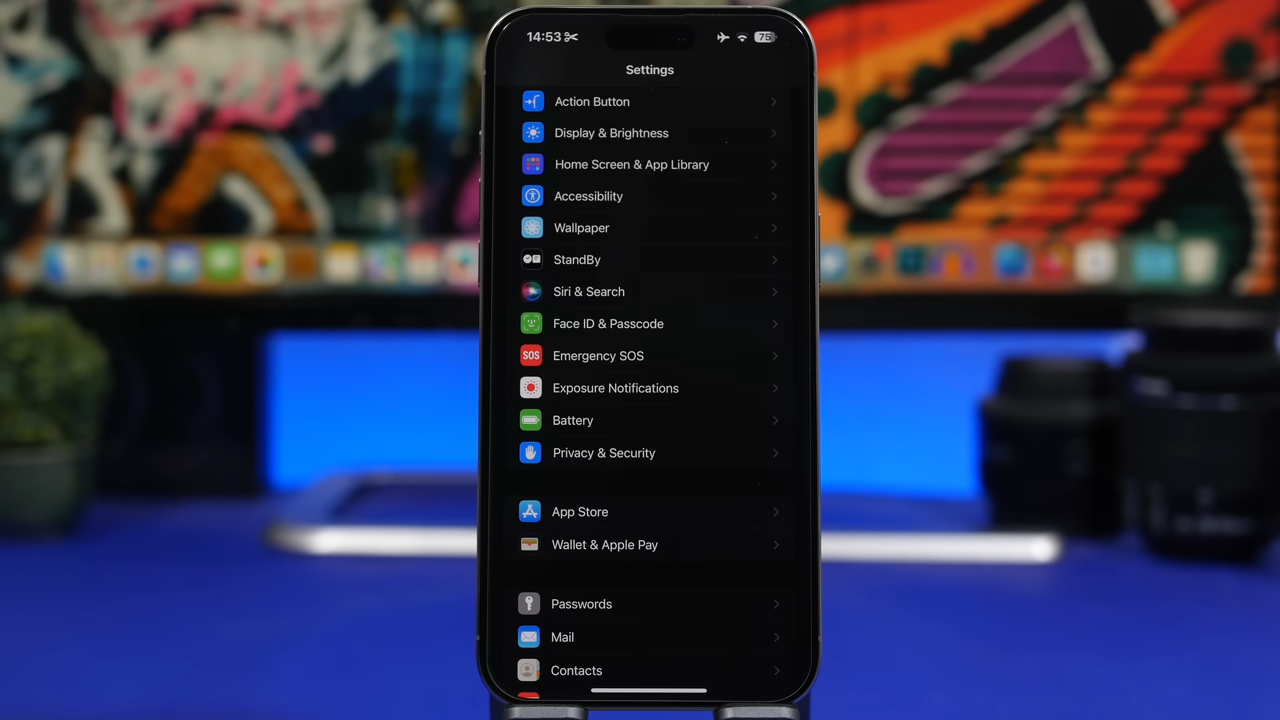 14:53
75
Settings
Action Button
Display & Brightness
Home Screen & App Library
Accessibility
Wallpaper
StandBy
Siri & Search
Face ID & Passcode
SOS
Emergency SOS
Exposure Notifications
Battery
Privacy & Security
App Store
Wallet & Apple Pay
Passwords
Mail
Contacts